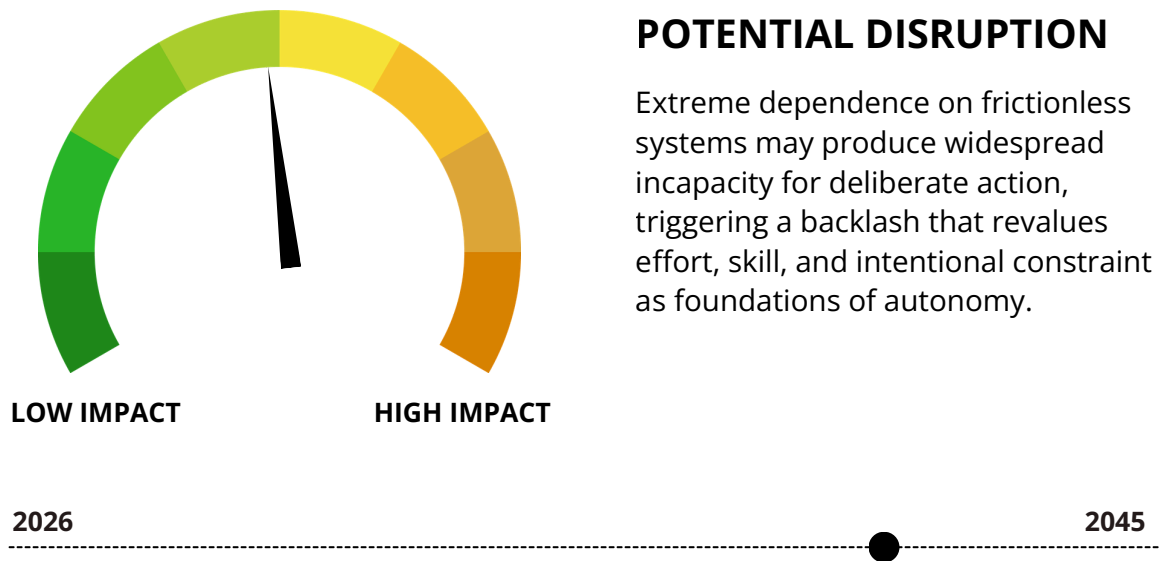 POTENTIAL DISRUPTION
Extreme dependence on frictionless
systems may produce widespread
incapacity for deliberate action,
triggering a backlash that revalues
effort, skill, and intentional constraint
as foundations of autonomy.
LOW IMPACT
HIGH IMPACT
2026
2045